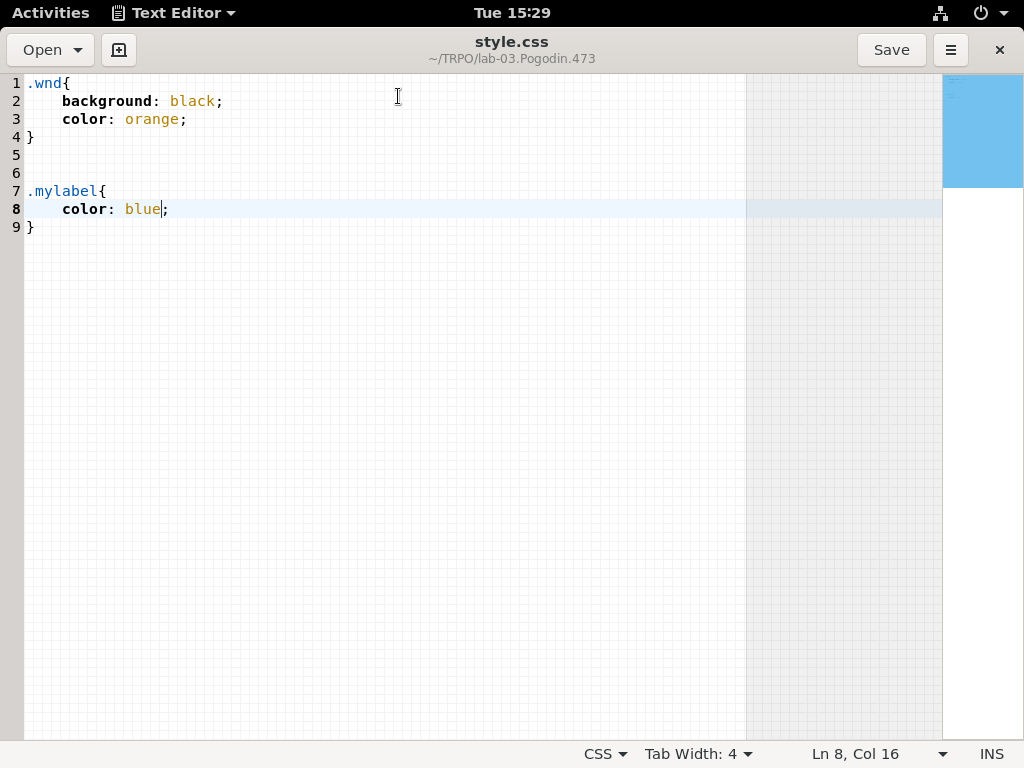 Activities Text Editor Tue 15:29
Open style.css Save
~/TRPO/lab-03.Pogodin.473
1 .wnd{
2     background: black;
3     color: orange;
4 }
5
6
7 .mylabel{
8     color: blue;
9 }
CSS Tab Width: 4 Ln 8, Col 16 INS